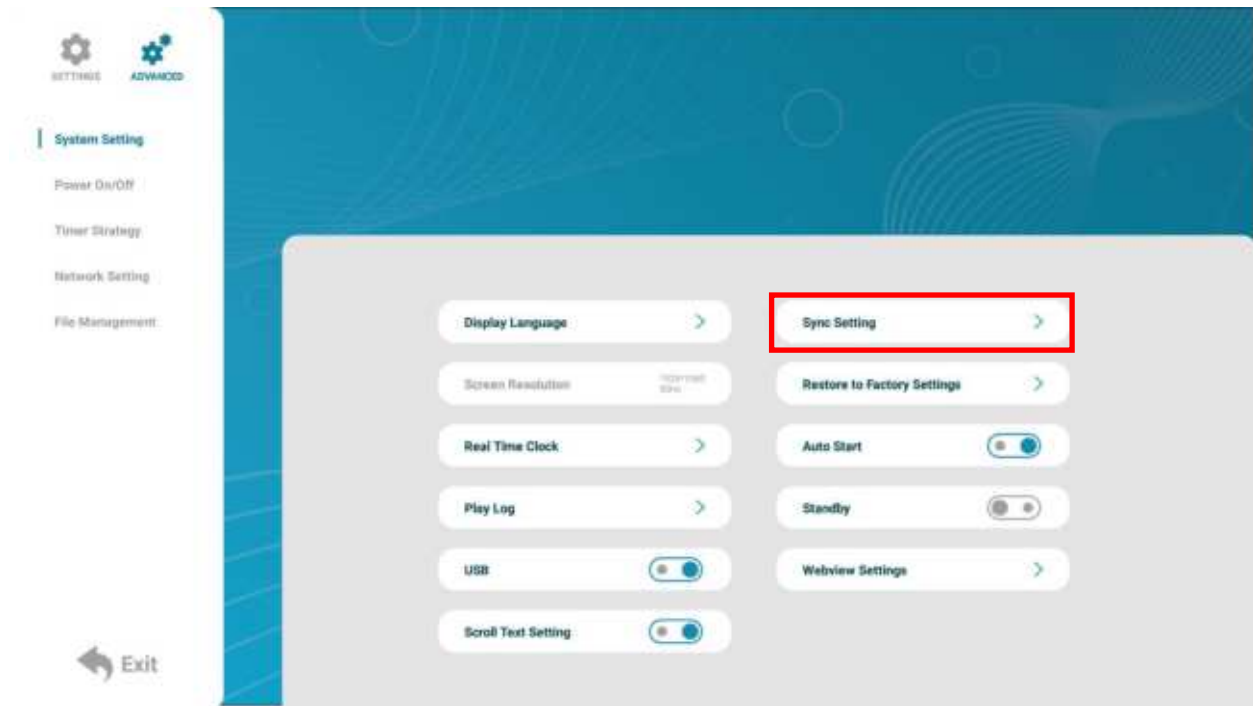 SETTINGS
ADVANCED
System Setting
Power On/Off
Timer Strategy
Network Setting
File Management
Display Language
Sync Setting
Screen Resolution
Restore to Factory Settings
Real Time Clock
Auto Start
Play Log
Standby
USB
Webview Settings
Scroll Text Setting
Exit